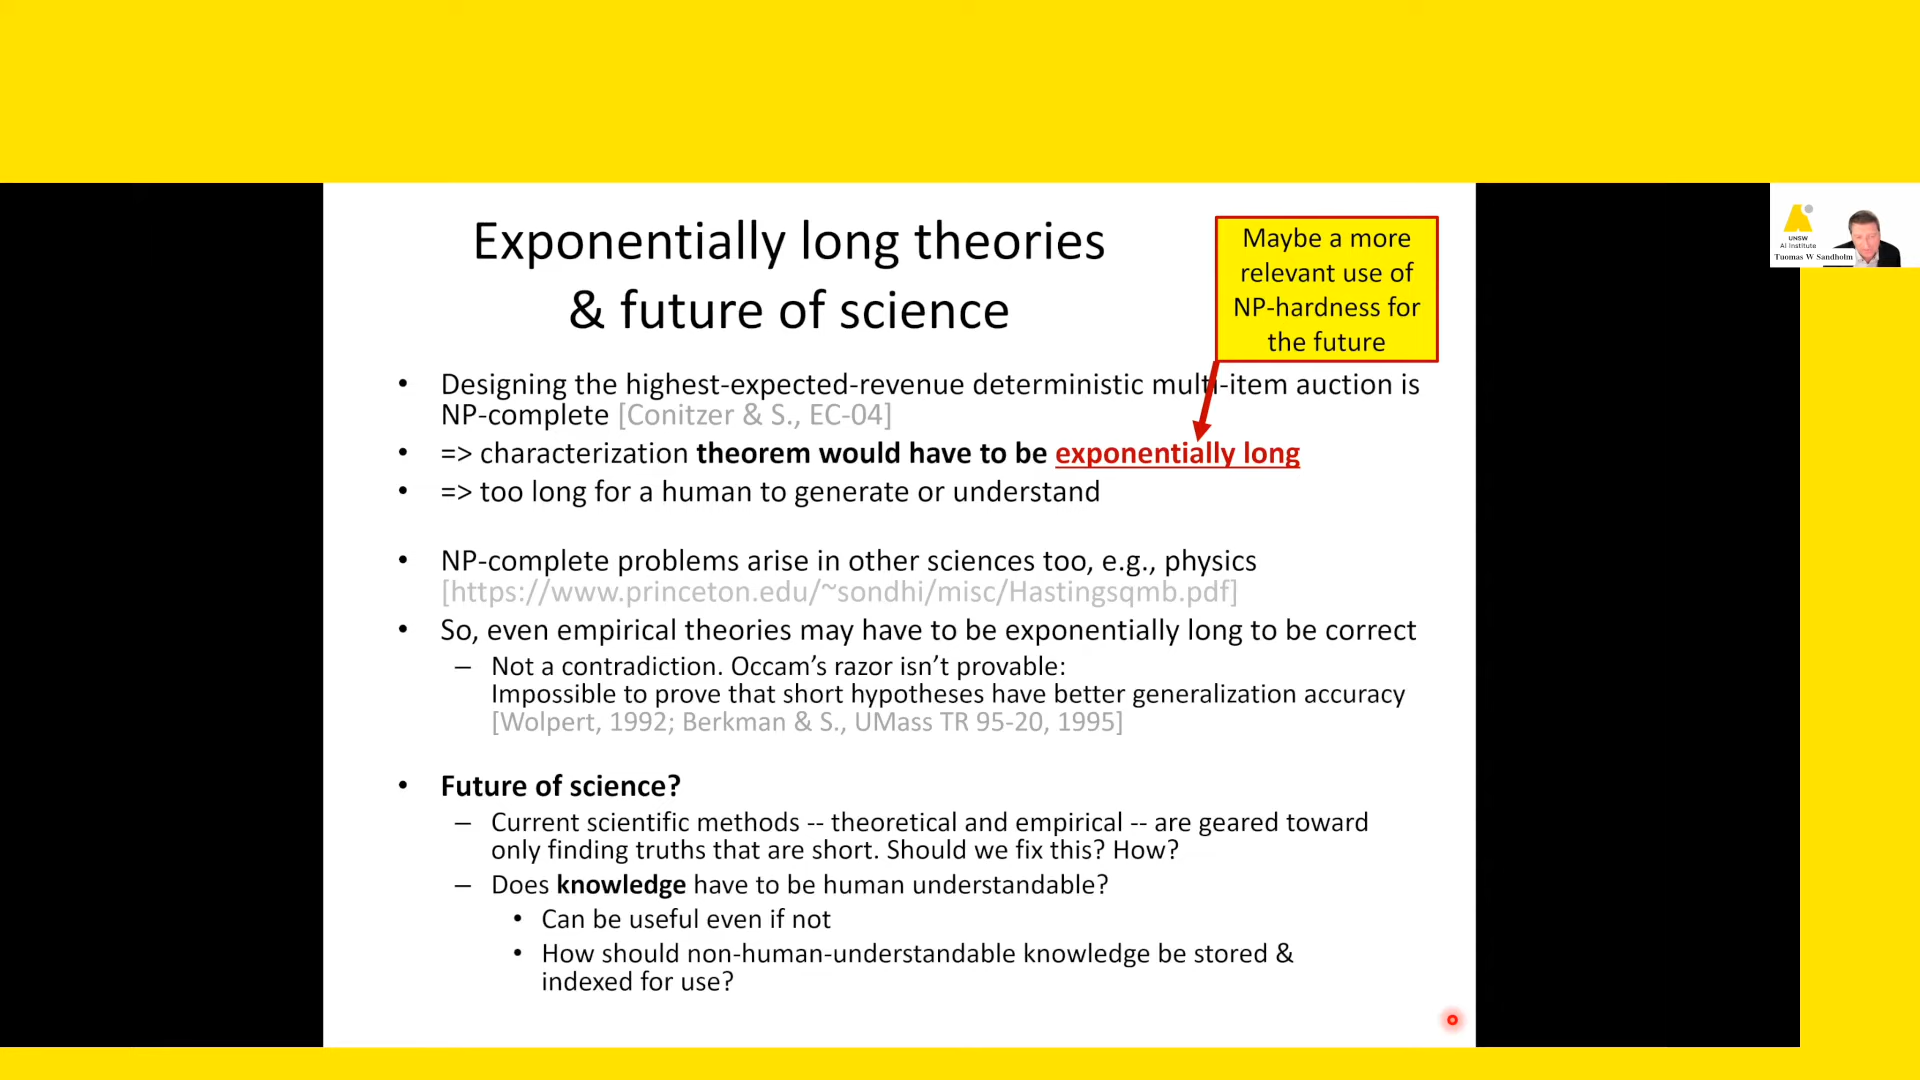 Exponentially long theories
& future of science
Maybe a more
relevant use of
NP-hardness for
the future
• Designing the highest-expected-revenue deterministic multi-item auction is
NP-complete [Conitzer & S., EC-04]
• => characterization theorem would have to be exponentially long
• => too long for a human to generate or understand
• NP-complete problems arise in other sciences too, e.g., physics
[https://www.princeton.edu/~sondhi/misc/Hastingsqmb.pdf]
• So, even empirical theories may have to be exponentially long to be correct
– Not a contradiction. Occam’s razor isn’t provable:
Impossible to prove that short hypotheses have better generalization accuracy
[Wolpert, 1992; Berkman & S., UMass TR 95-20, 1995]
• Future of science?
– Current scientific methods -- theoretical and empirical -- are geared toward
only finding truths that are short. Should we fix this? How?
– Does knowledge have to be human understandable?
• Can be useful even if not
• How should non-human-understandable knowledge be stored &
indexed for use?
UNSW
AI Institute
Tuomas W Sandholm